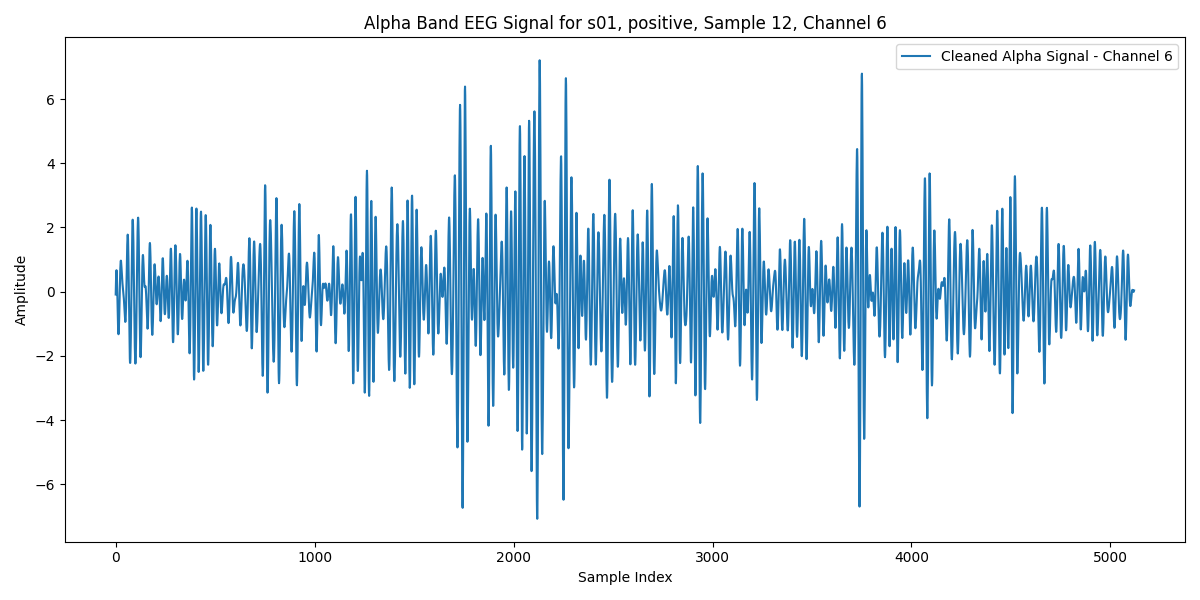 Alpha Band EEG Signal for s01, positive, Sample 12, Channel 6
Cleaned Alpha Signal - Channel 6
Amplitude
6
4
2
0
−2
−4
−6
0 1000 2000 3000 4000 5000
Sample Index